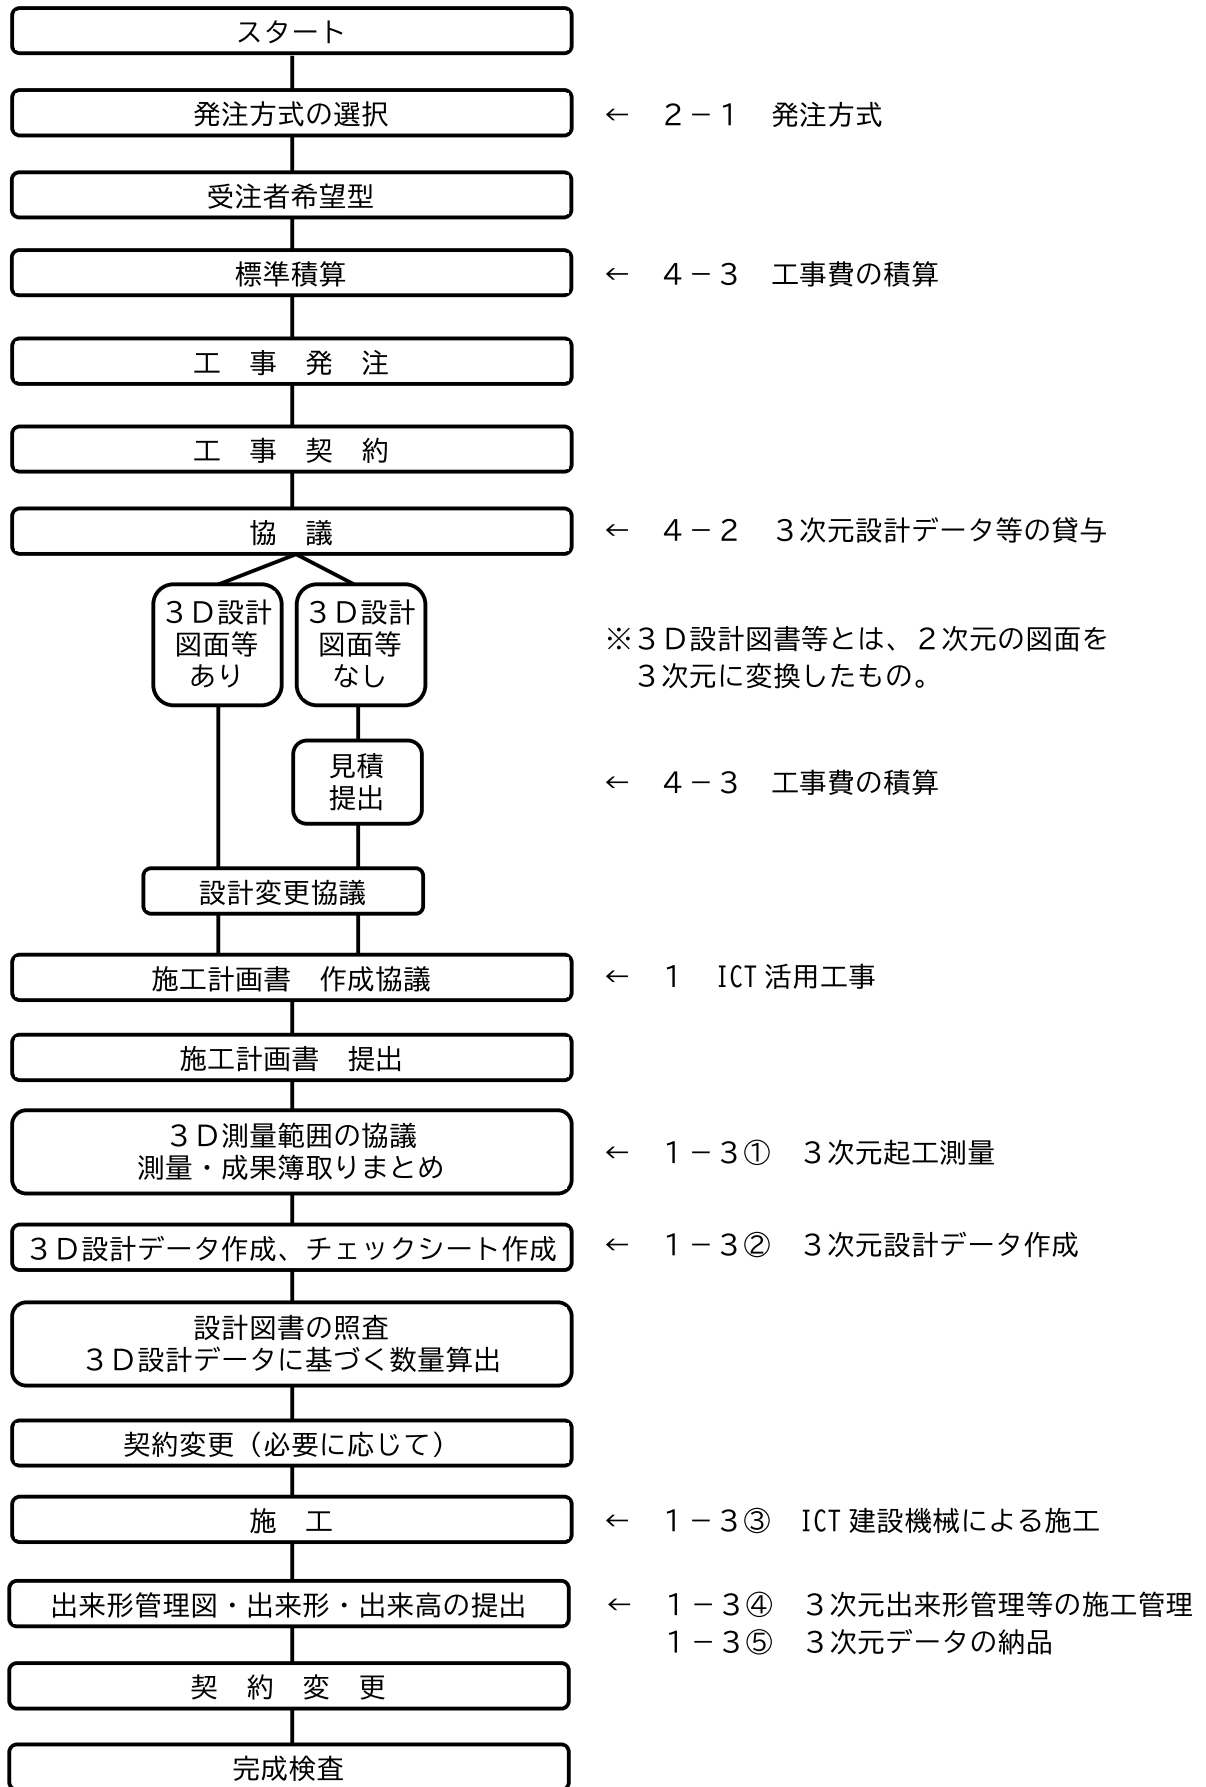 スタート
発注方式の選択
← ２－１　発注方式
受注者希望型
標準積算
← ４－３　工事費の積算
工　事　発　注
工　事　契　約
協　議
← ４－２　３次元設計データ等の貸与
３Ｄ設計
図面等
あり
３Ｄ設計
図面等
なし
※３Ｄ設計図書等とは、２次元の図面を
３次元に変換したもの。
見積
提出
← ４－３　工事費の積算
設計変更協議
施工計画書　作成協議
← １　ICT 活用工事
施工計画書　提出
３Ｄ測量範囲の協議
測量・成果簿取りまとめ
← １－３①　３次元起工測量
３Ｄ設計データ作成、チェックシート作成
← １－３②　３次元設計データ作成
設計図書の照査
３Ｄ設計データに基づく数量算出
契約変更（必要に応じて）
施　工
← １－３③　ICT 建設機械による施工
出来形管理図・出来形・出来高の提出
← １－３④　３次元出来形管理等の施工管理
１－３⑤　３次元データの納品
契　約　変　更
完成検査